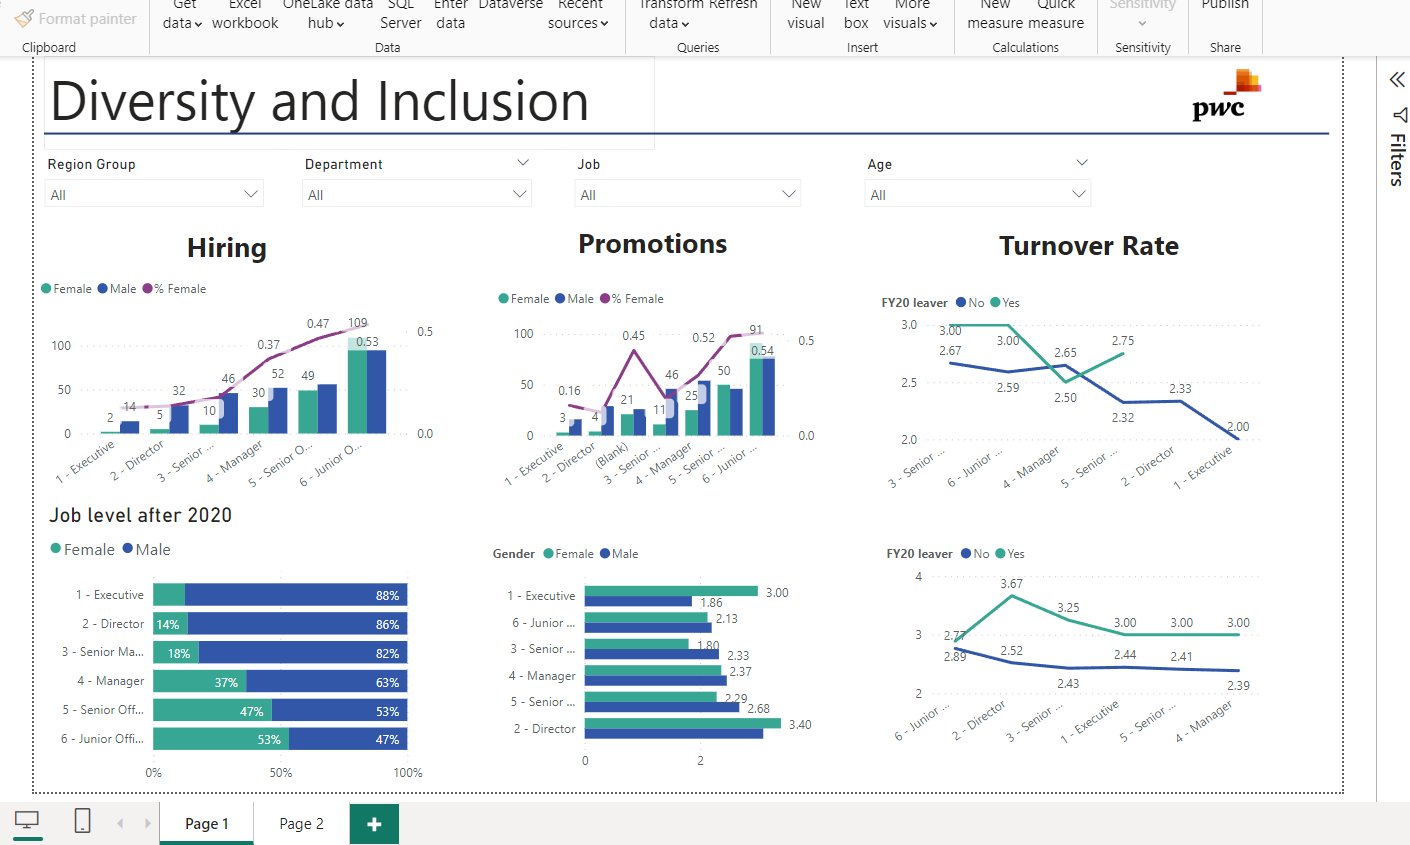 Format painter
Clipboard
Get data
Excel workbook
OneLake data hub
SQL Server
Enter data
Dataverse
Recent sources
Data
Transform data
Refresh
Queries
New visual
Text box
More visuals
Insert
New measure
Quick measure
Calculations
Sensitivity
Sensitivity
Publish
Share
Diversity and Inclusion
pwc
Filters
Region Group
All
Department
All
Job
All
Age
All
Hiring
Female Male % Female
100
50
0
0.5
0.0
2
14
5
32
10
46
30
52
0.37
49
0.47
109
0.53
1 - Executive
2 - Director
3 - Senior ...
4 - Manager
5 - Senior O...
6 - Junior O...
Promotions
Female Male % Female
100
50
0
0.5
0.0
0.16
3
4
21
0.45
11
46
25
0.52
50
91
0.54
1 - Executive
2 - Director
(Blank)
3 - Senior ...
4 - Manager
5 - Senior ...
6 - Junior ...
Turnover Rate
FY20 leaver No Yes
3.0
2.5
2.0
3.00
2.67
3.00
2.59
2.65
2.50
2.75
2.32
2.33
2.00
3 - Senior ...
6 - Junior ...
4 - Manager
5 - Senior ...
2 - Director
1 - Executive
Job level after 2020
Female Male
1 - Executive 88%
2 - Director 14% 86%
3 - Senior Ma... 18% 82%
4 - Manager 37% 63%
5 - Senior Off... 47% 53%
6 - Junior Offi... 53% 47%
0% 50% 100%
Gender Female Male
1 - Executive 3.00
1.86
6 - Junior ... 2.13
3 - Senior ... 1.80
2.33
4 - Manager 2.37
5 - Senior ... 2.29
2.68
2 - Director 3.40
0 2
FY20 leaver No Yes
4
3
2
2.77
2.89
3.67
2.52
3.25
2.43
3.00
2.44
3.00
2.41
3.00
2.39
6 - Junior ...
2 - Director
3 - Senior ...
1 - Executive
5 - Senior ...
4 - Manager
Page 1
Page 2
+